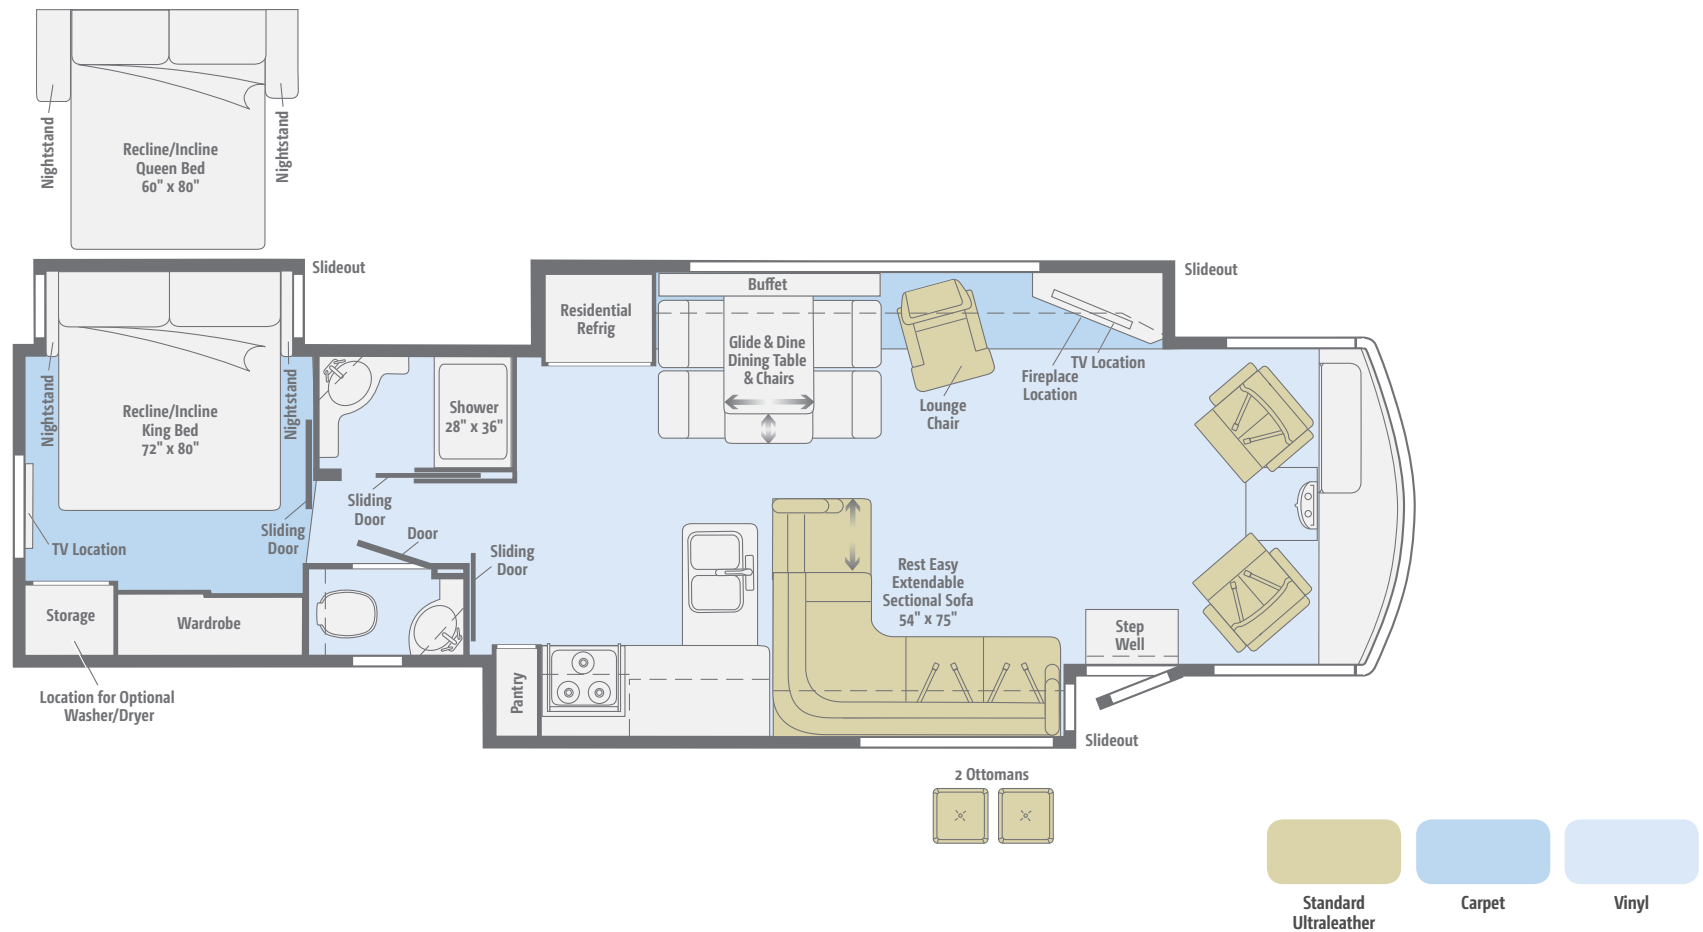 Nightstand
Nightstand
Recline/Incline
Queen Bed
60" x 80"
Slideout
Slideout
Buffet
Residential
Refrig
Glide & Dine
Dining Table
& Chairs
TV Location
Fireplace
Location
Lounge
Chair
Nightstand
Nightstand
Recline/Incline
King Bed
72" x 80"
Shower
28" x 36"
Sliding
Door
Sliding
Door
Door
Sliding
Door
TV Location
Rest Easy
Extendable
Sectional Sofa
54" x 75"
Storage
Wardrobe
Step
Well
Pantry
Location for Optional
Washer/Dryer
Slideout
2 Ottomans
Standard
Ultraleather
Carpet
Vinyl